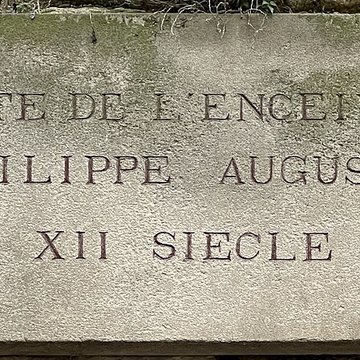 TE DE L'ENCEI
ILIPPE AUGUS
XII SIECLE